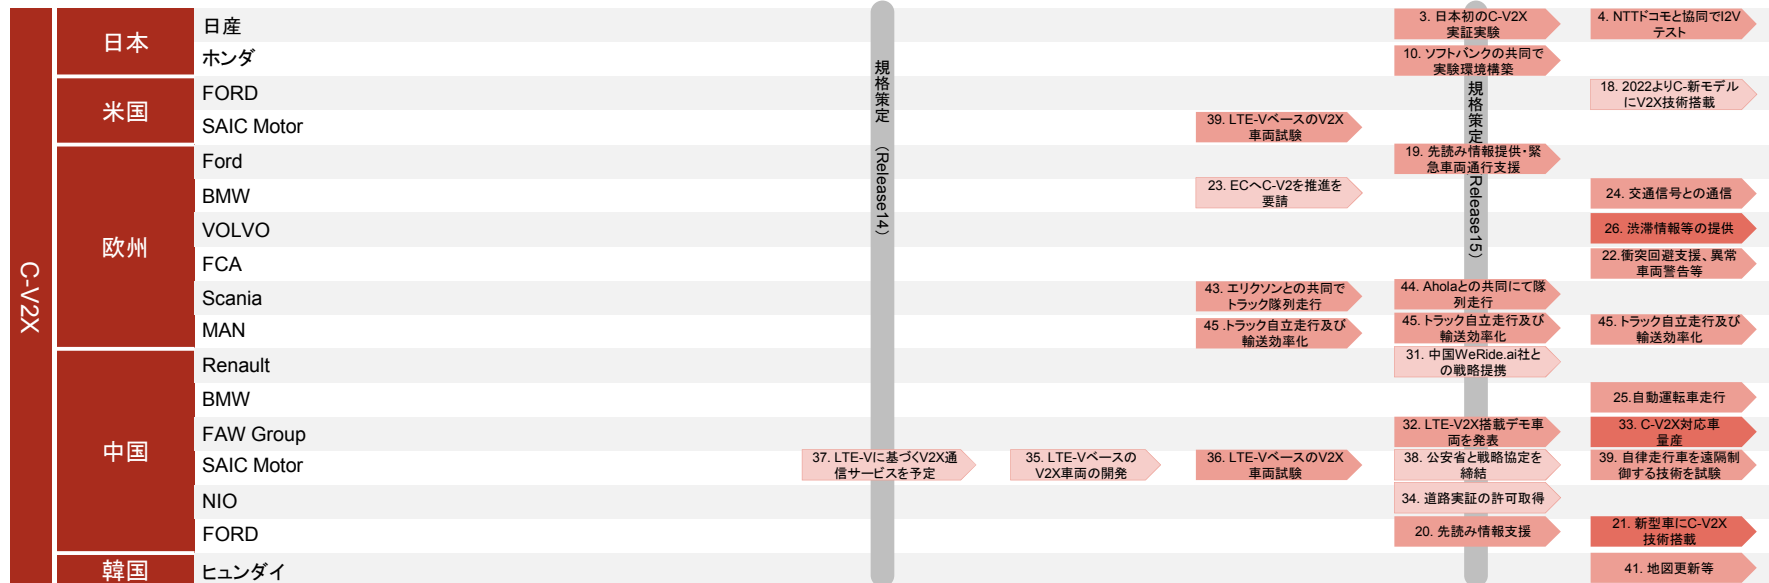 C-V2X
規格策定 (Release14)
規格策定 (Release15)
日本
日産
3. 日本初のC-V2X
実証実験
4. NTTドコモと協同でI2V
テスト
ホンダ
10. ソフトバンクの共同で
実験環境構築
米国
FORD
18. 2022よりC-新モデル
にV2X技術搭載
SAIC Motor
39. LTE-VベースのV2X
車両試験
欧州
Ford
19. 先読み情報提供・緊
急車両通行支援
BMW
23. ECへC-V2を推進を
要請
24. 交通信号との通信
VOLVO
26. 渋滞情報等の提供
FCA
22.衝突回避支援、異常
車両警告等
Scania
43. エリクソンとの共同で
トラック隊列走行
44. Aholaとの共同にて隊
列走行
MAN
45 .トラック自立走行及び
輸送効率化
45. トラック自立走行及び
輸送効率化
45. トラック自立走行及び
輸送効率化
中国
Renault
31. 中国WeRide.ai社と
の戦略提携
BMW
25.自動運転車走行
FAW Group
32. LTE-V2X搭載デモ車
両を発表
33. C-V2X対応車
量産
SAIC Motor
37. LTE-Vに基づくV2X通
信サービスを予定
35. LTE-Vベースの
V2X車両の開発
36. LTE-VベースのV2X
車両試験
38. 公安省と戦略協定を
締結
39. 自律走行車を遠隔制
御する技術を試験
NIO
34. 道路実証の許可取得
FORD
20. 先読み情報支援
21. 新型車にC-V2X
技術搭載
韓国
ヒュンダイ
41. 地図更新等